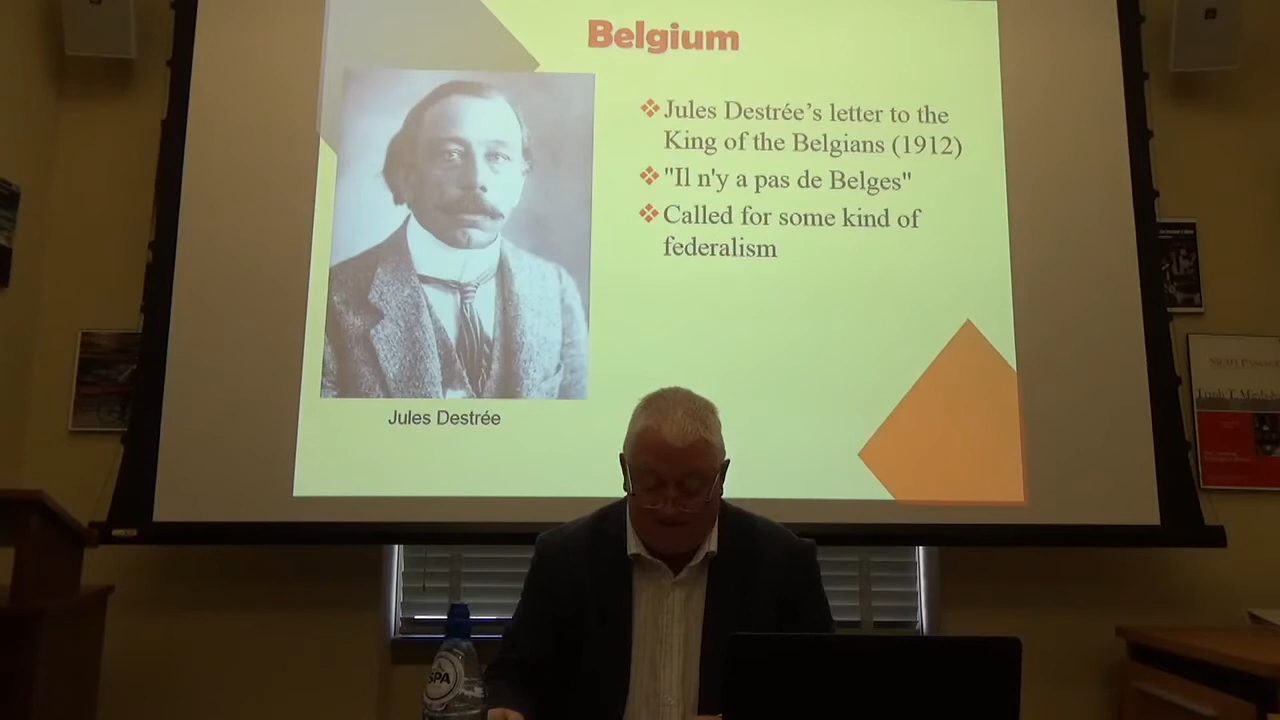 Belgium
❖Jules Destrée's letter to the
King of the Belgians (1912)
❖"Il n'y a pas de Belges"
❖Called for some kind of
federalism
Jules Destrée
SPA